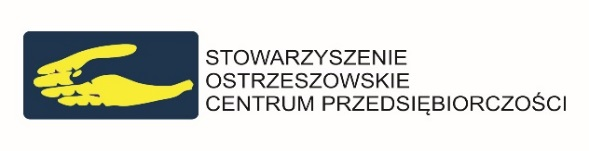 STOWARZYSZENIE
OSTRZESZOWSKIE
CENTRUM PRZEDSIĘBIORCZOŚCI